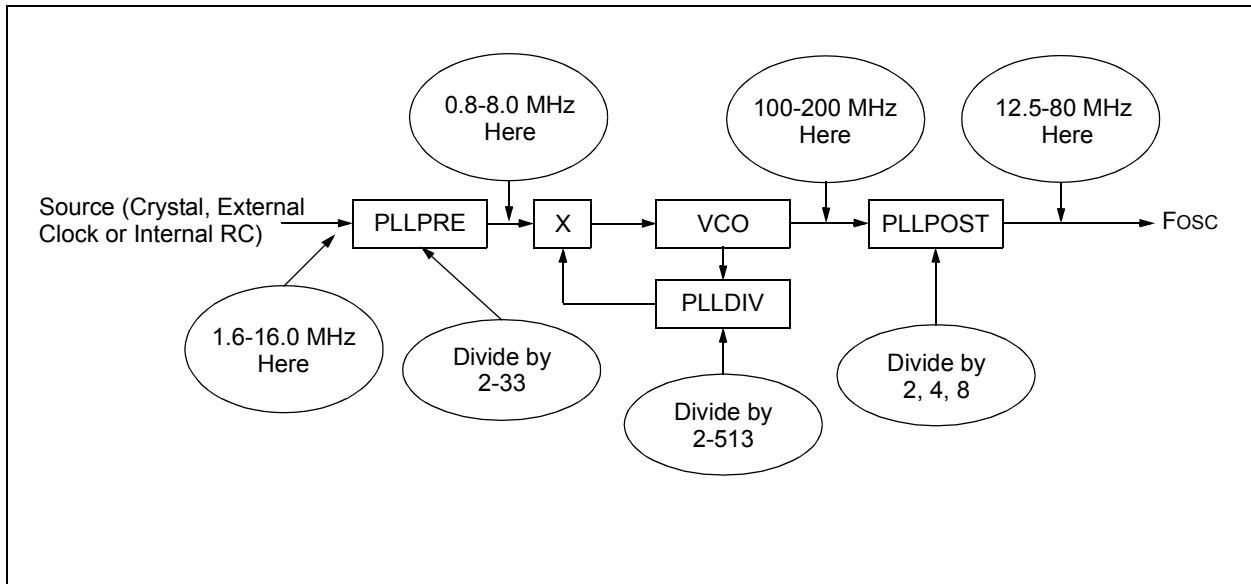 0.8-8.0 MHz
Here
100-200 MHz
Here
12.5-80 MHz
Here
Source (Crystal, External
Clock or Internal RC)
PLLPRE
X
VCO
PLLPOST
FOSC
PLLDIV
1.6-16.0 MHz
Here
Divide by
2-33
Divide by
2-513
Divide by
2, 4, 8